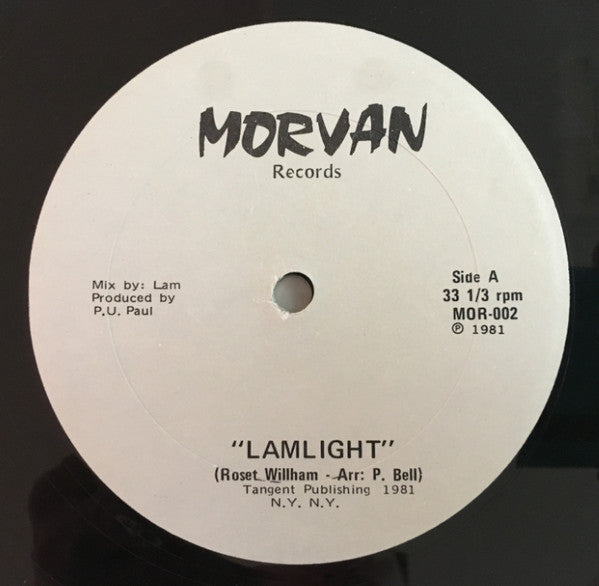 MORVAN
Records
Mix by: Lam
Produced by
P.U. Paul
Side A
33 1/3 rpm
MOR-002
℗ 1981
"LAMLIGHT"
(Roset Willham - Arr: P. Bell)
Tangent Publishing 1981
N.Y. N.Y.